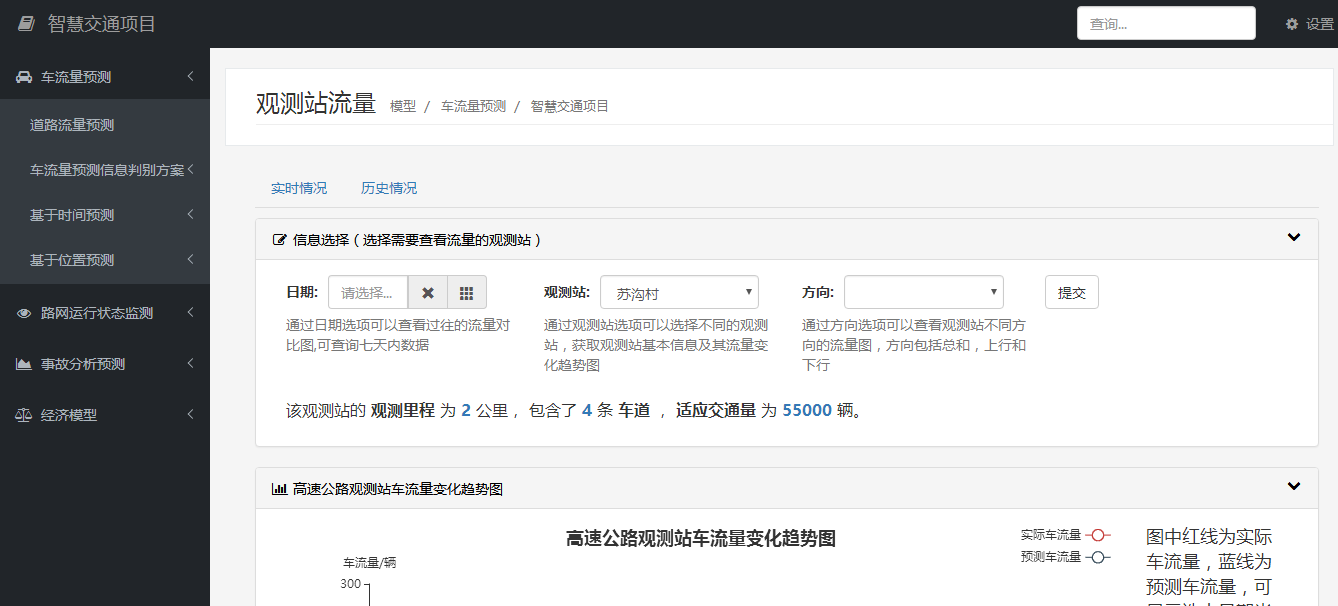 智慧交通项目
查询...
设置
车流量预测
道路流量预测
车流量预测信息判别方案
基于时间预测
基于位置预测
路网运行状态监测
事故分析预测
经济模型
观测站流量 模型 / 车流量预测 / 智慧交通项目
实时情况 历史情况
信息选择（选择需要查看流量的观测站）
日期: 请选择...
通过日期选项可以查看过往的流量对
比图,可查询七天内数据
观测站: 苏沟村
通过观测站选项可以选择不同的观测
站，获取观测站基本信息及其流量变
化趋势图
方向:
通过方向选项可以查看观测站不同方
向的流量图，方向包括总和，上行和
下行
提交
该观测站的 观测里程 为 2 公里， 包含了 4 条 车道 ， 适应交通量 为 55000 辆。
高速公路观测站车流量变化趋势图
高速公路观测站车流量变化趋势图
实际车流量
预测车流量
车流量/辆
300
图中红线为实际
车流量，蓝线为
预测车流量，可